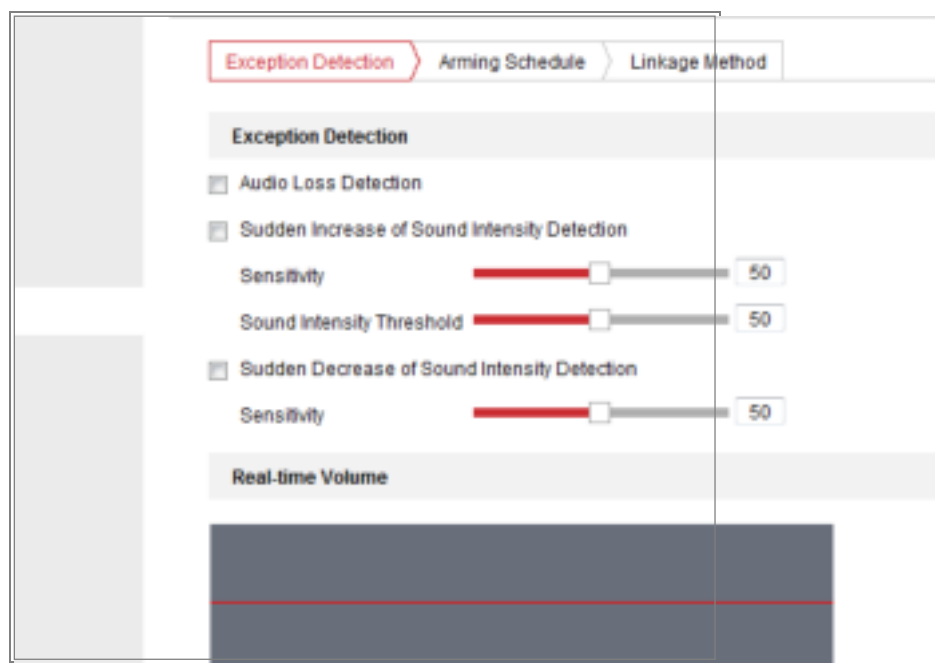 Exception Detection Arming Schedule Linkage Method
Exception Detection
Audio Loss Detection
Sudden Increase of Sound Intensity Detection
Sensitivity 50
Sound Intensity Threshold 50
Sudden Decrease of Sound Intensity Detection
Sensitivity 50
Real-time Volume